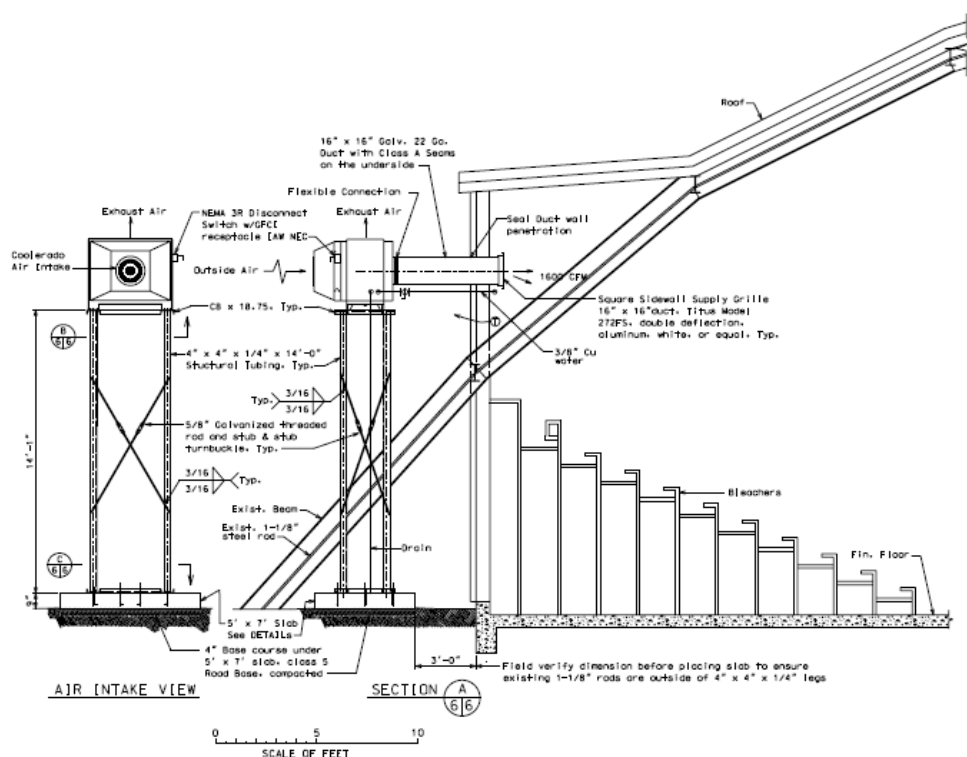 Roof
16" x 16" Galv. 22 Ga.
Duct with Class A Seams
on the underside
Flexible Connection
Exhaust Air
NEMA 3R Disconnect
Switch w/GFCI
receptacle IAW NEC
Exhaust Air
Seal Duct wall
penetration
Coolerado
Air Intake
Outside Air
1600 CFM
C8 x 18.75. Typ.
Square Sidewall Supply Grille
16" x 16"duct. Titus Model
272FS. double deflection.
aluminum. white. or equal. Typ.
B
6 6
T
4" x 4" x 1/4" x 14'-0"
Stuctural Tubing. Typ.
3/8" Cu
water
3/16
Typ.
3/16
5/8" Galvanized threaded
rod and stub & stub
turnbuckle. Typ.
14'-1"
3/16
Typ.
3/16
Bleachers
Exist. Beam
Exist. 1-1/8"
steel rod
Drain
Fin. Floor
C
6 6
9"
5' x 7' Slab
See DETAILs
4" Base course under
5' x 7' slab. class 5
Road Base. compacted
3'-0"
Field verify dimension before placing slab to ensure
existing 1-1/8" rods are outside of 4" x 4" x 1/4" legs
AIR INTAKE VIEW
SECTION A
6 6
0 5 10
SCALE OF FEET